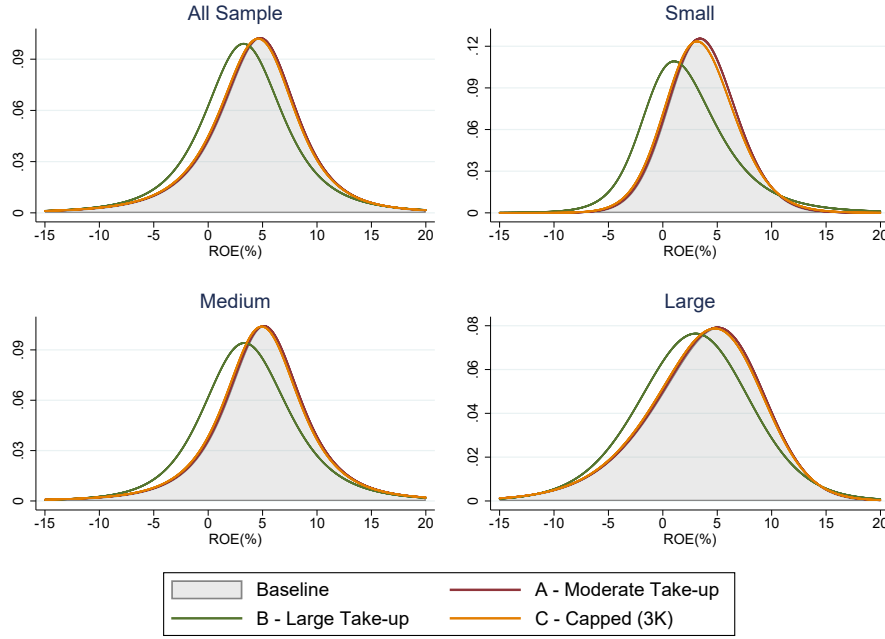 All Sample
.09
.06
.03
0
-15 -10 -5 0 5 10 15 20
ROE(%)
Small
.12
.09
.06
.03
0
-15 -10 -5 0 5 10 15 20
ROE(%)
Medium
.09
.06
.03
0
-15 -10 -5 0 5 10 15 20
ROE(%)
Large
.08
.06
.04
.02
0
-15 -10 -5 0 5 10 15 20
ROE(%)
Baseline A - Moderate Take-up
B - Large Take-up C - Capped (3K)